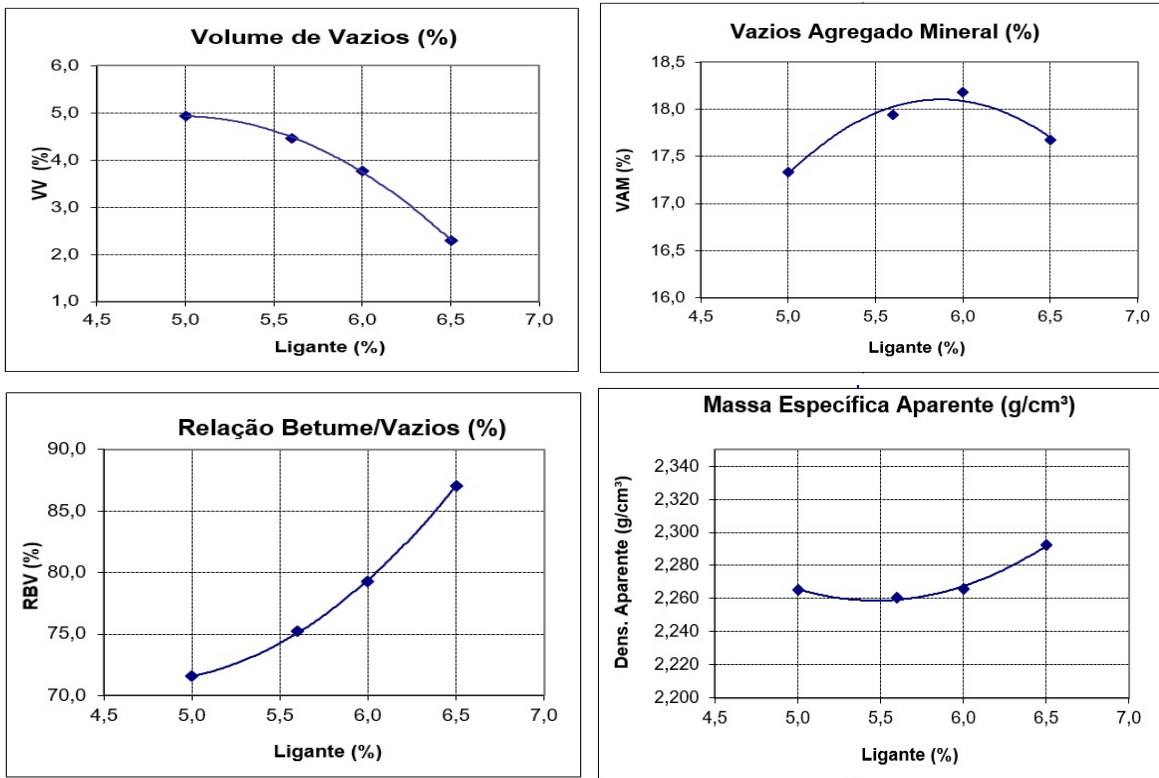 Volume de Vazios (%)
6,0
5,0
4,0
3,0
2,0
1,0
VV (%)
4,5 5,0 5,5 6,0 6,5 7,0
Ligante (%)
Vazios Agregado Mineral (%)
18,5
18,0
17,5
17,0
16,5
16,0
VAM (%)
4,5 5,0 5,5 6,0 6,5 7,0
Ligante (%)
Relação Betume/Vazios (%)
90,0
85,0
80,0
75,0
70,0
RBV (%)
4,5 5,0 5,5 6,0 6,5 7,0
Ligante (%)
Massa Específica Aparente (g/cm³)
2,340
2,320
2,300
2,280
2,260
2,240
2,220
2,200
Dens. Aparente (g/cm³)
4,5 5,0 5,5 6,0 6,5 7,0
Ligante (%)